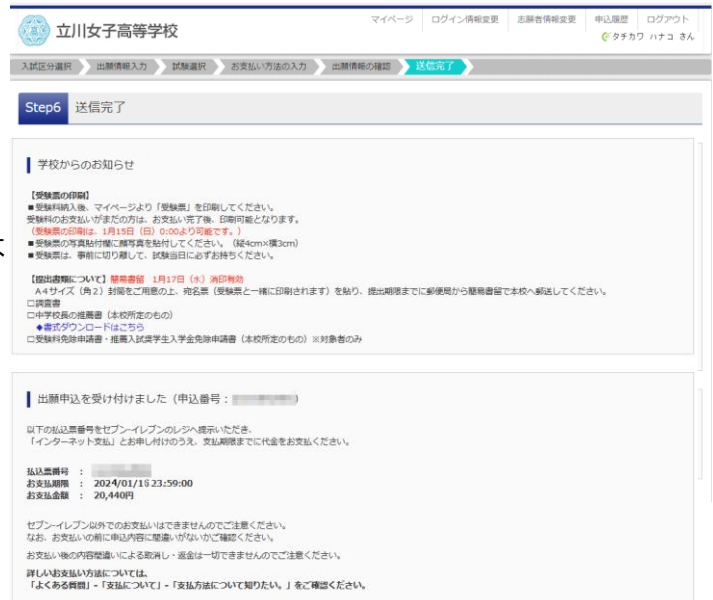 立川女子高等学校
マイページ ログイン情報変更 志願者情報変更 申込履歴 ログアウト
タチカワ ハナコ さん
入試区分選択 出願情報入力 試験選択 お支払い方法の入力 出願情報の確認 送信完了
Step6 送信完了
学校からのお知らせ
【受験票の印刷】
■受験料納入後、マイページより「受験票」を印刷してください。
受験料のお支払いがまだの方は、お支払い完了後、印刷可能となります。
(受験票の印刷は、1月15日(日)0:00より可能です。)
■受験票の写真貼付欄に顔写真を貼付してください。(縦4cm×横3cm)
■受験票は、事前に切り離して、試験当日に必ずお持ちください。
【提出書類について】簡易書留 1月17日(水)消印有効
A4サイズ(角2)封筒をご用意の上、宛名票(受験票と一緒に印刷されます)を貼り、提出期限までに郵便局から簡易書留で本校へ郵送してください。
□調査書
□中学校長の推薦書(本校所定のもの)
◆書式ダウンロードはこちら
□受験料免除申請書・推薦入試奨学生入学金免除申請書(本校所定のもの)※対象者のみ
出願申込を受け付けました(申込番号: )
以下の払込票番号をセブン-イレブンのレジへ提示いただき、
「インターネット支払」とお申し付けのうえ、支払期限までに代金をお支払ください。
払込票番号 :
お支払期限 : 2024/01/16 23:59:00
お支払金額 : 20,440円
セブン-イレブン以外でのお支払いはできませんのでご注意ください。
なお、お支払いの前に申込内容に間違いがないかご確認ください。
お支払い後の内容間違いによる取消し・返金は一切できませんのでご注意ください。
詳しいお支払い方法については、
「よくある質問」-「支払について」-「支払方法について知りたい。」をご確認ください。